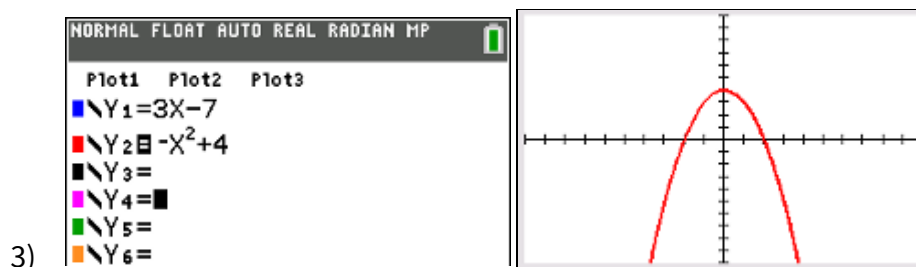 NORMAL FLOAT AUTO REAL RADIAN MP
Plot1 Plot2 Plot3
\Y₁=3X-7
\Y₂=-X²+4
\Y₃=
\Y₄=
\Y₅=
\Y₆=
3)